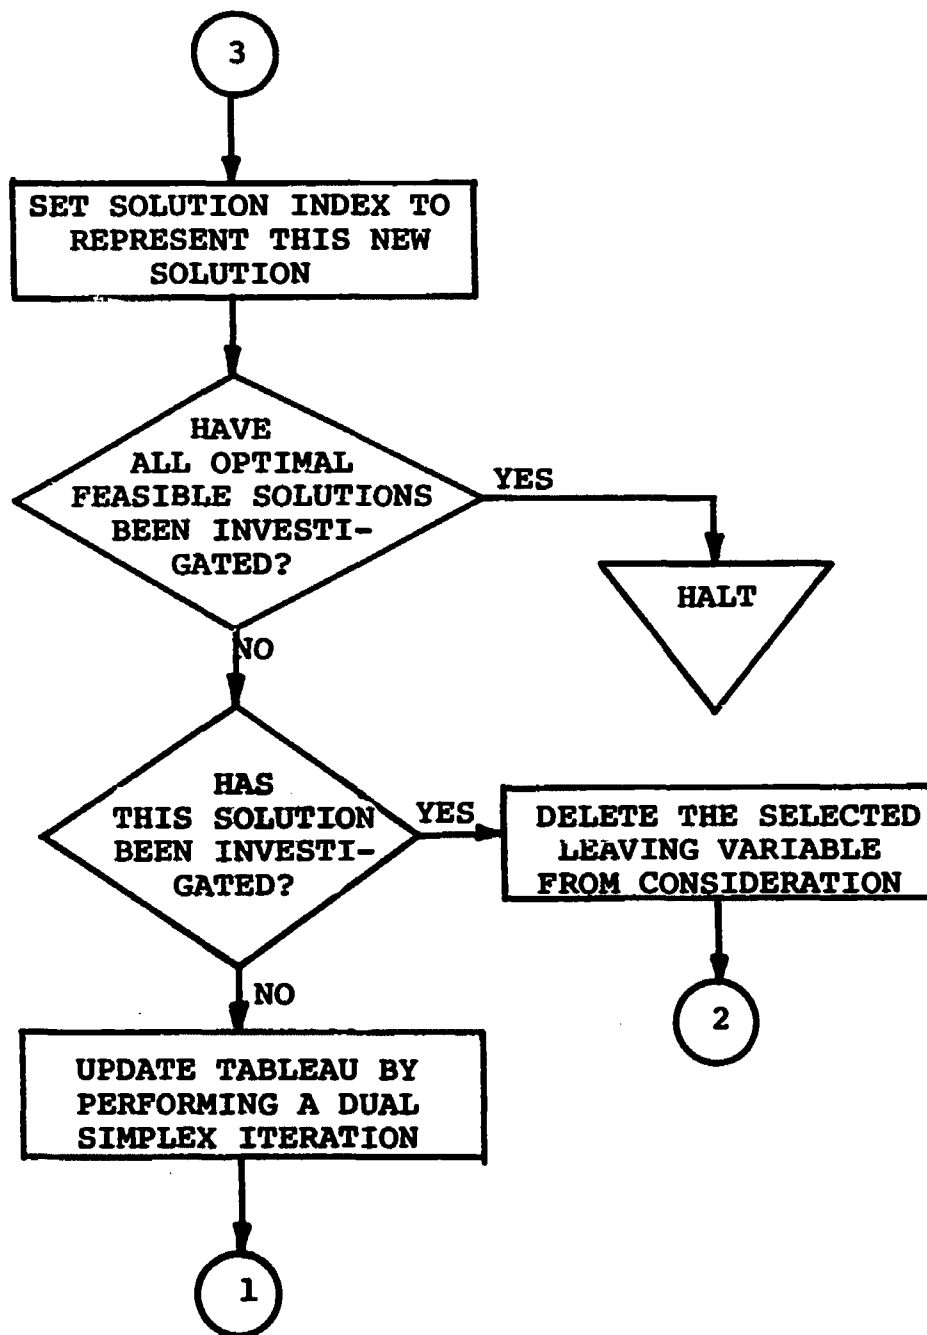 3
SET SOLUTION INDEX TO
REPRESENT THIS NEW
SOLUTION
HAVE
ALL OPTIMAL
FEASIBLE SOLUTIONS
BEEN INVESTI-
GATED?
YES
HALT
NO
HAS
THIS SOLUTION
BEEN INVESTI-
GATED?
YES
DELETE THE SELECTED
LEAVING VARIABLE
FROM CONSIDERATION
2
NO
UPDATE TABLEAU BY
PERFORMING A DUAL
SIMPLEX ITERATION
1